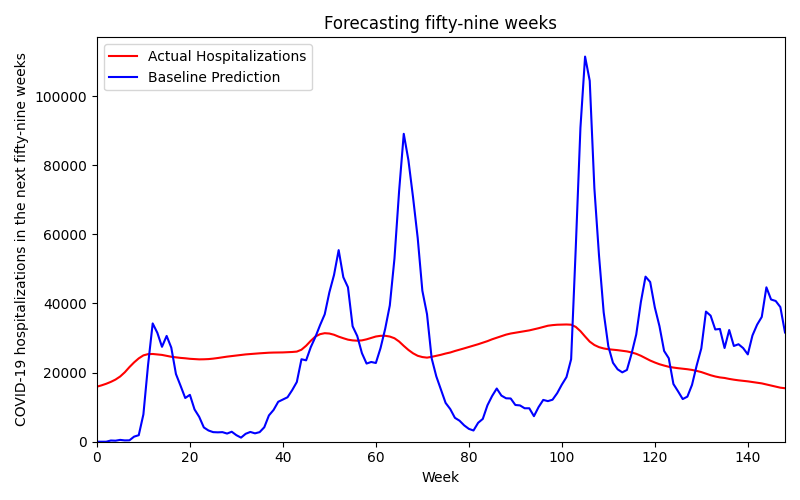 Forecasting fifty-nine weeks
Actual Hospitalizations
Baseline Prediction
COVID-19 hospitalizations in the next fifty-nine weeks
100000
80000
60000
40000
20000
0
0 20 40 60 80 100 120 140
Week